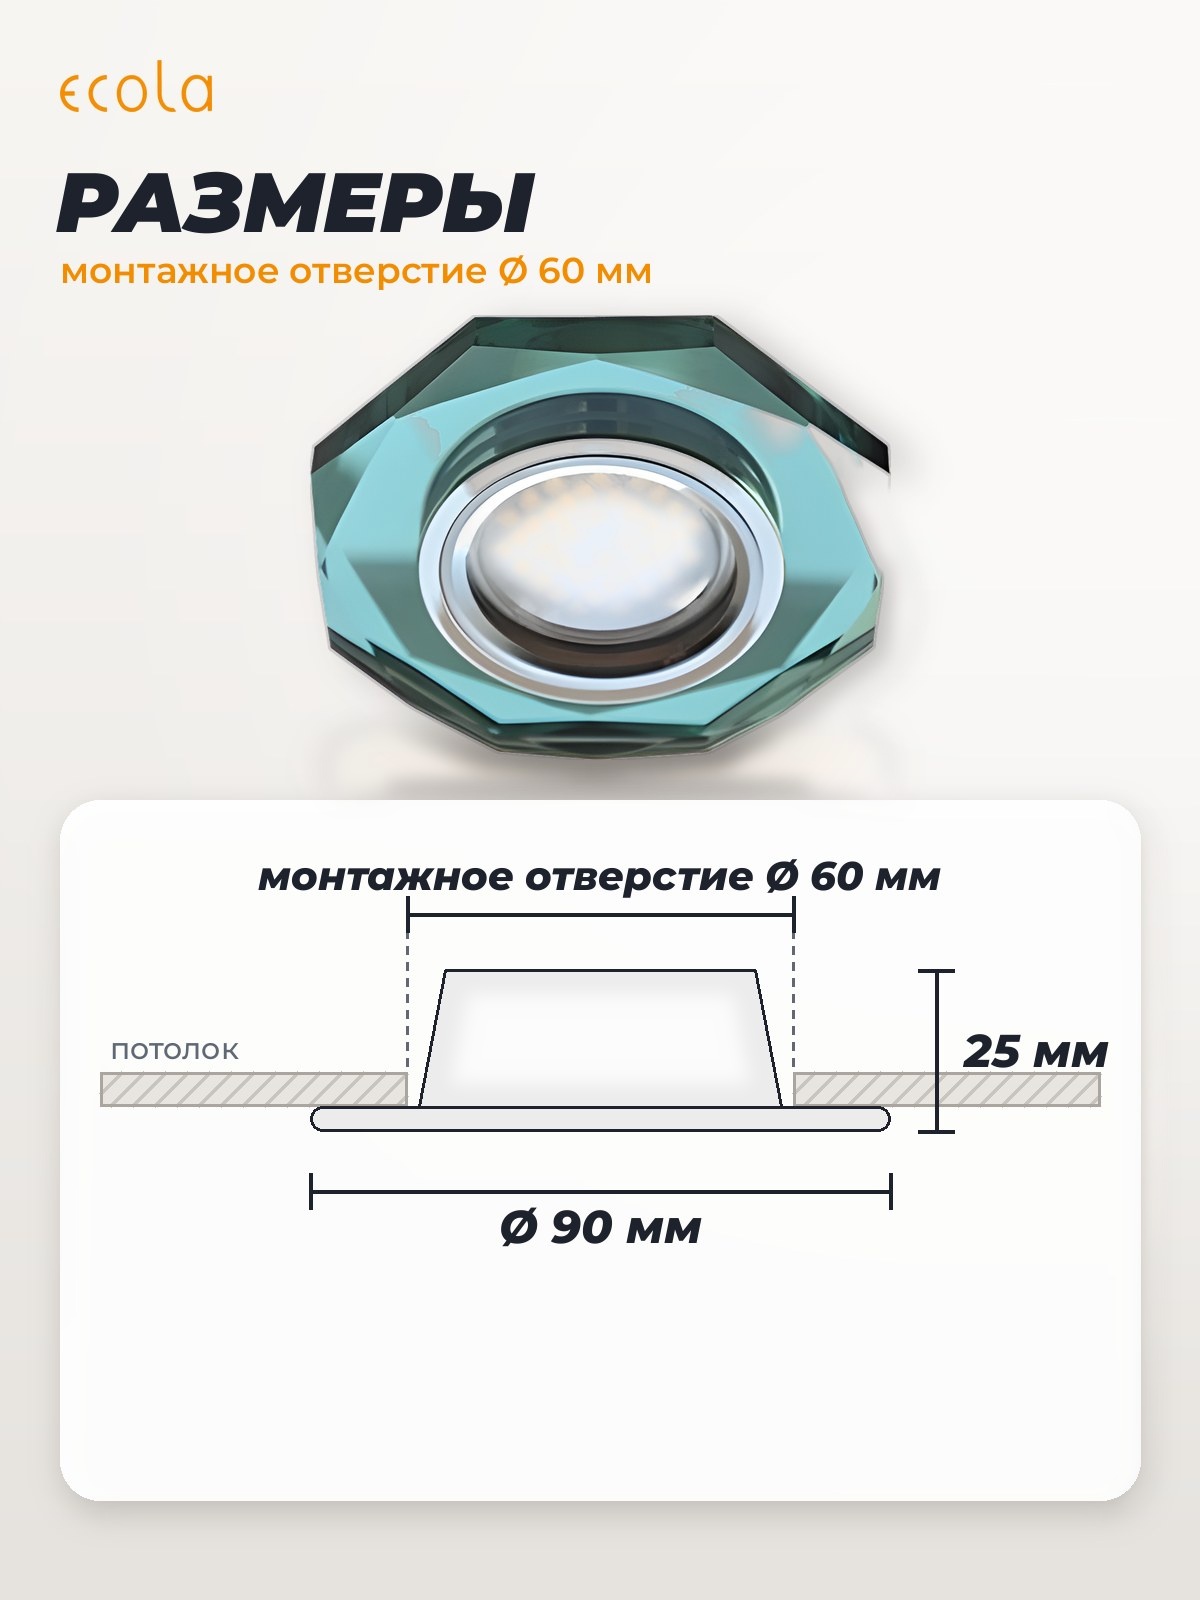 ecola
РАЗМЕРЫ
монтажное отверстие Ø 60 мм
монтажное отверстие Ø 60 мм
потолок
25 мм
Ø 90 мм